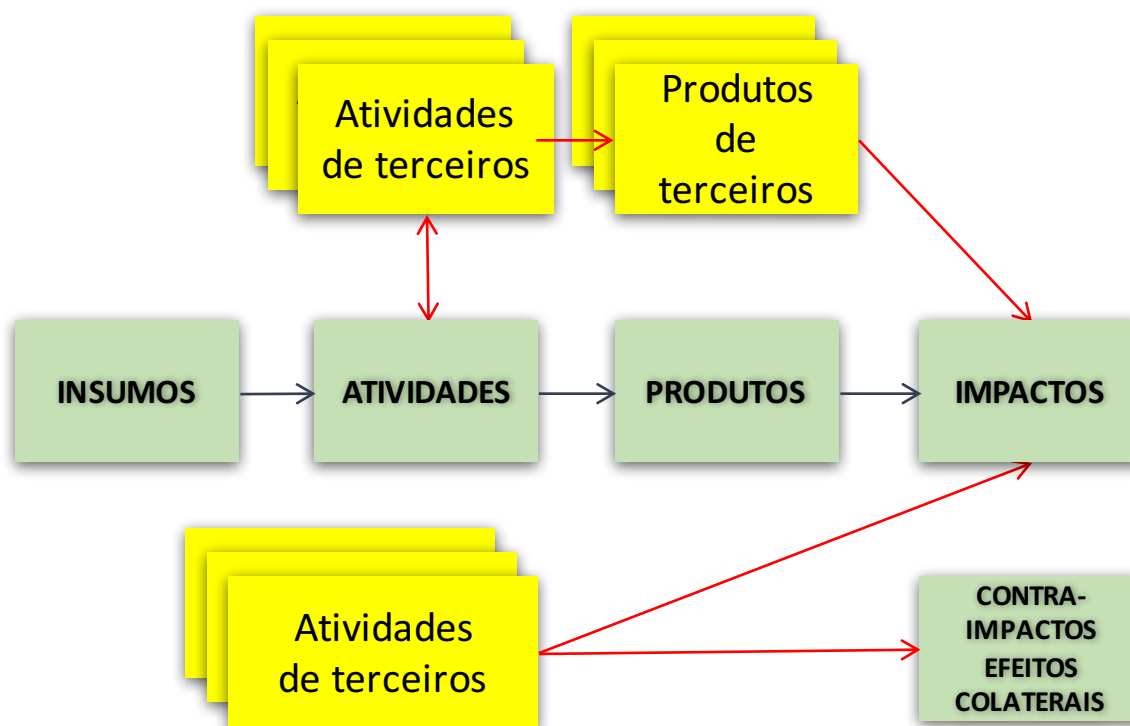 Atividades
de terceiros
Produtos
de
terceiros
INSUMOS
ATIVIDADES
PRODUTOS
IMPACTOS
Atividades
de terceiros
CONTRA-
IMPACTOS
EFEITOS
COLATERAIS